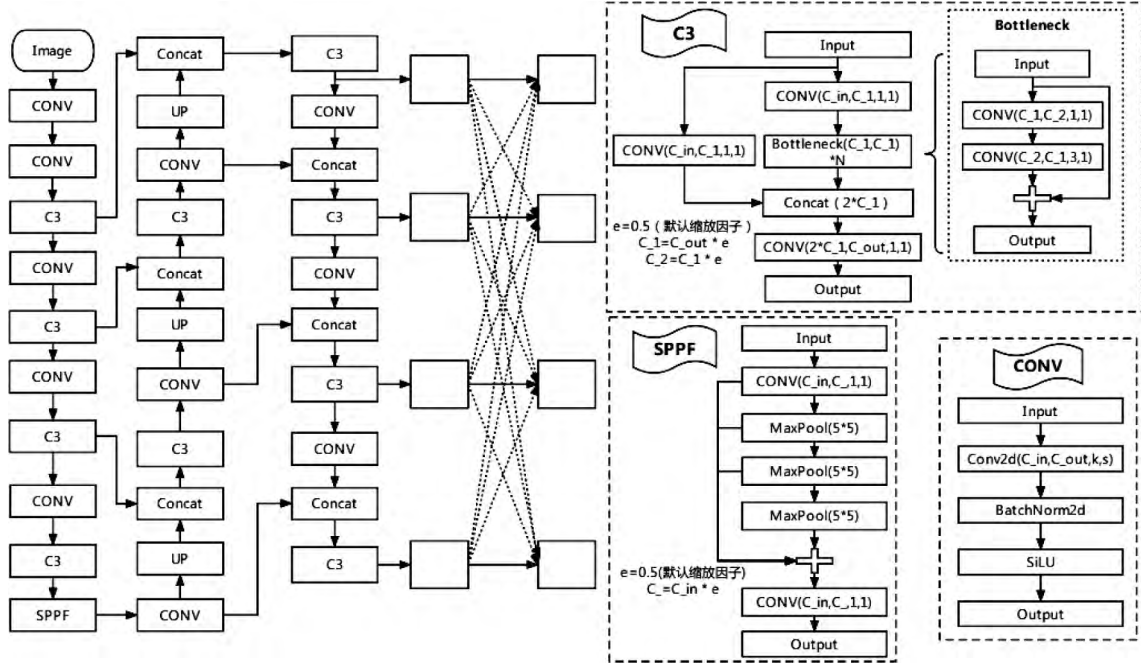 Image
CONV
CONV
C3
CONV
C3
CONV
C3
CONV
C3
SPPF
Concat
UP
CONV
C3
Concat
UP
CONV
C3
Concat
UP
CONV
C3
CONV
Concat
C3
CONV
Concat
C3
CONV
Concat
C3
C3
Input
CONV(C_in,C_1,1,1)
CONV(C_in,C_1,1,1)
Bottleneck(C_1,C_1)
*N
Concat（2*C_1）
e=0.5（默认缩放因子）
C_1=C_out * e
C_2=C_1 * e
CONV(2*C_1,C_out,1,1)
Output
Bottleneck
Input
CONV(C_1,C_2,1,1)
CONV(C_2,C_1,3,1)
Output
SPPF
Input
CONV(C_in,C_,1,1)
MaxPool(5*5)
MaxPool(5*5)
MaxPool(5*5)
e=0.5(默认缩放因子)
C_=C_in * e
CONV(C_in,C_,1,1)
Output
CONV
Input
Conv2d(C_in,C_out,k,s)
BatchNorm2d
SiLU
Output